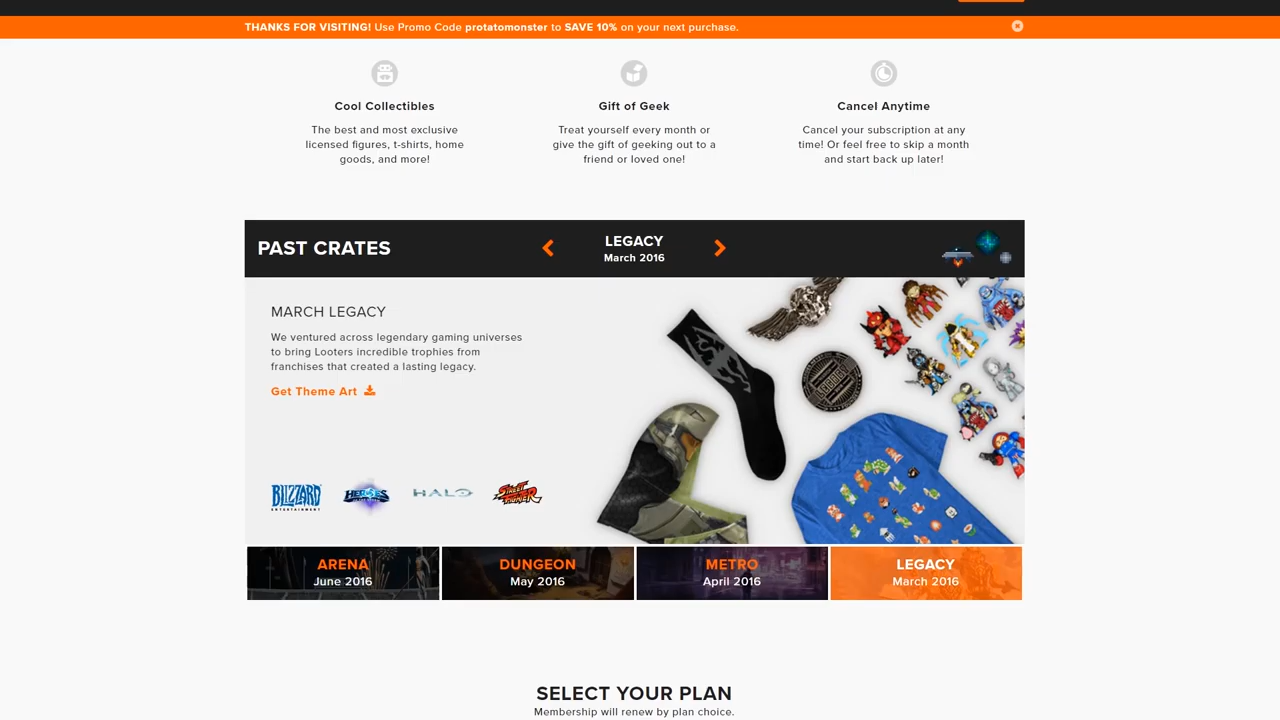 THANKS FOR VISITING! Use Promo Code protatomonster to SAVE 10% on your next purchase.
Cool Collectibles
The best and most exclusive
licensed figures, t-shirts, home
goods, and more!
Gift of Geek
Treat yourself every month or
give the gift of geeking out to a
friend or loved one!
Cancel Anytime
Cancel your subscription at any
time! Or feel free to skip a month
and start back up later!
PAST CRATES
LEGACY
March 2016
MARCH LEGACY
We ventured across legendary gaming universes
to bring Looters incredible trophies from
franchises that created a lasting legacy.
Get Theme Art
BLIZZARD
ENTERTAINMENT
HEROES
HALO
STREET
FIGHTER
ARENA
June 2016
DUNGEON
May 2016
METRO
April 2016
LEGACY
March 2016
SELECT YOUR PLAN
Membership will renew by plan choice.